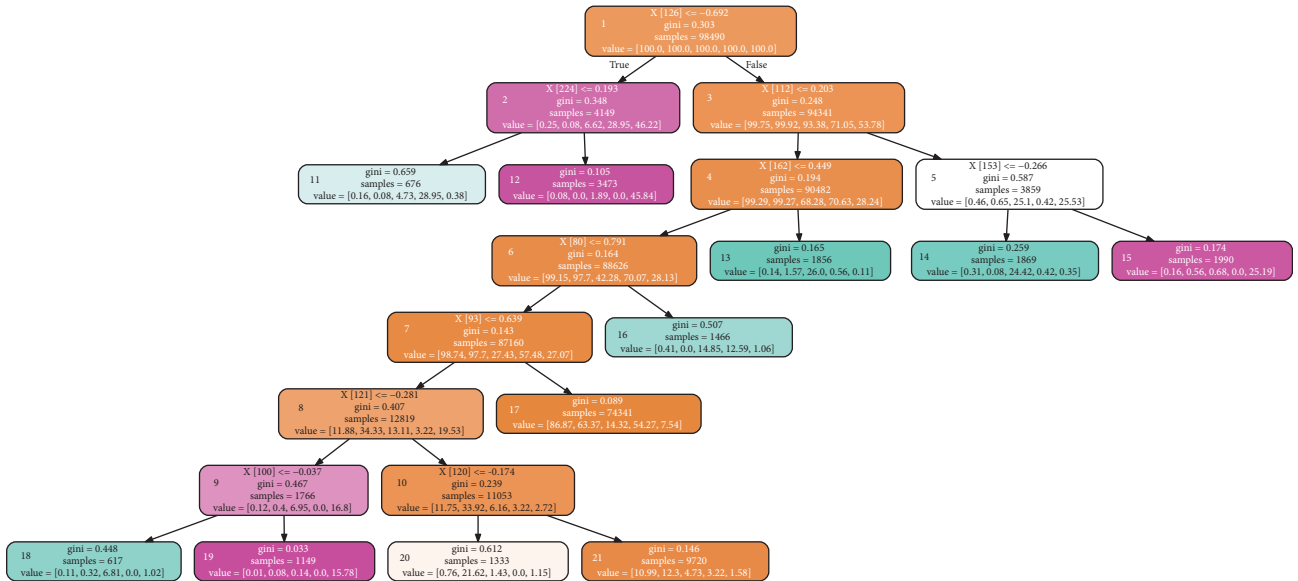 1
X [126] <= −0.692
gini = 0.303
samples = 98490
value = [100.0, 100.0, 100.0, 100.0, 100.0]
True
False
2
X [224] <= 0.193
gini = 0.348
samples = 4149
value = [0.25, 0.08, 6.62, 28.95, 46.22]
3
X [112] <= 0.203
gini = 0.248
samples = 94341
value = [99.75, 99.92, 93.38, 71.05, 53.78]
11
gini = 0.659
samples = 676
value = [0.16, 0.08, 4.73, 28.95, 0.38]
12
gini = 0.105
samples = 3473
value = [0.08, 0.0, 1.89, 0.0, 45.84]
4
X [162] <= 0.449
gini = 0.194
samples = 90482
value = [99.29, 99.27, 68.28, 70.63, 28.24]
5
X [153] <= −0.266
gini = 0.587
samples = 3859
value = [0.46, 0.65, 25.1, 0.42, 25.53]
6
X [80] <= 0.791
gini = 0.164
samples = 88626
value = [99.15, 97.7, 42.28, 70.07, 28.13]
13
gini = 0.165
samples = 1856
value = [0.14, 1.57, 26.0, 0.56, 0.11]
14
gini = 0.259
samples = 1869
value = [0.31, 0.08, 24.42, 0.42, 0.35]
15
gini = 0.174
samples = 1990
value = [0.16, 0.56, 0.68, 0.0, 25.19]
7
X [93] <= 0.639
gini = 0.143
samples = 87160
value = [98.74, 97.7, 27.43, 57.48, 27.07]
16
gini = 0.507
samples = 1466
value = [0.41, 0.0, 14.85, 12.59, 1.06]
8
X [121] <= −0.281
gini = 0.407
samples = 12819
value = [11.88, 34.33, 13.11, 3.22, 19.53]
17
gini = 0.089
samples = 74341
value = [86.87, 63.37, 14.32, 54.27, 7.54]
9
X [100] <= −0.037
gini = 0.467
samples = 1766
value = [0.12, 0.4, 6.95, 0.0, 16.8]
10
X [120] <= -0.174
gini = 0.239
samples = 11053
value = [11.75, 33.92, 6.16, 3.22, 2.72]
18
gini = 0.448
samples = 617
value = [0.11, 0.32, 6.81, 0.0, 1.02]
19
gini = 0.033
samples = 1149
value = [0.01, 0.08, 0.14, 0.0, 15.78]
20
gini = 0.612
samples = 1333
value = [0.76, 21.62, 1.43, 0.0, 1.15]
21
gini = 0.146
samples = 9720
value = [10.99, 12.3, 4.73, 3.22, 1.58]